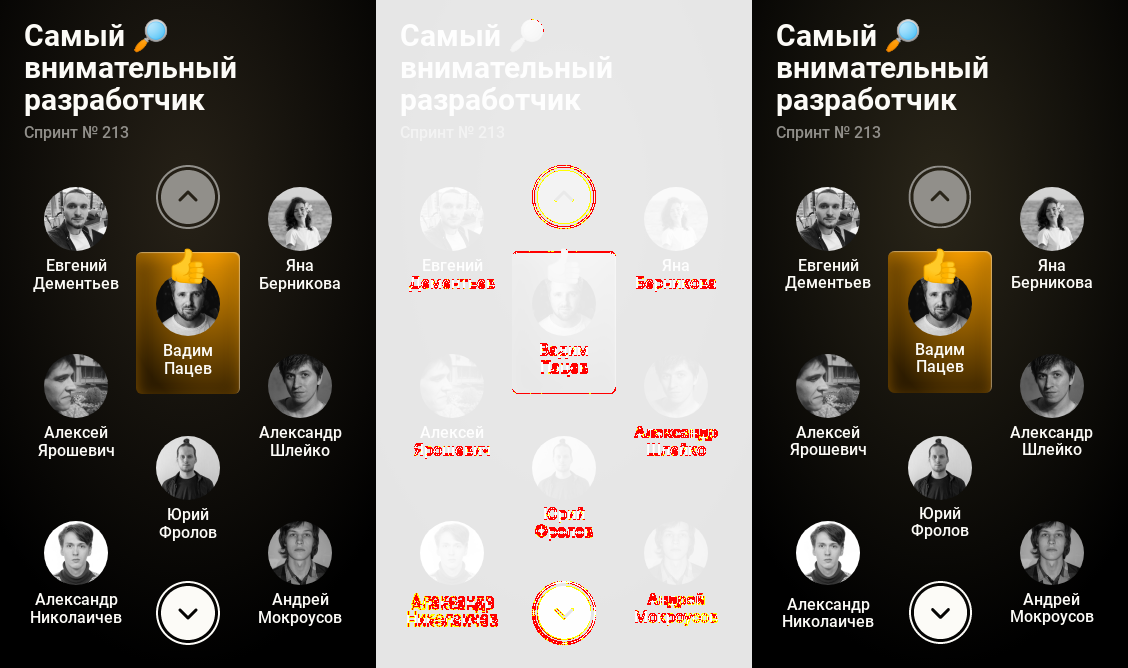 Самый 🔎
внимательный
разработчик
Спринт № 213
Евгений
Дементьев
Яна
Берникова
Вадим
Пацев
Алексей
Ярошевич
Александр
Шлейко
Юрий
Фролов
Александр
Николаичев
Андрей
Мокроусов
Самый
внимательный
разработчик
Спринт № 213
Евгений
Дементьев
Яна
Берникова
Вадим
Пацев
Алексей
Ярошевич
Александр
Шлейко
Юрий
Фролов
Александр
Николаичев
Андрей
Мокроусов
Самый 🔎
внимательный
разработчик
Спринт № 213
Евгений
Дементьев
Яна
Берникова
Вадим
Пацев
Алексей
Ярошевич
Александр
Шлейко
Юрий
Фролов
Александр
Николаичев
Андрей
Мокроусов